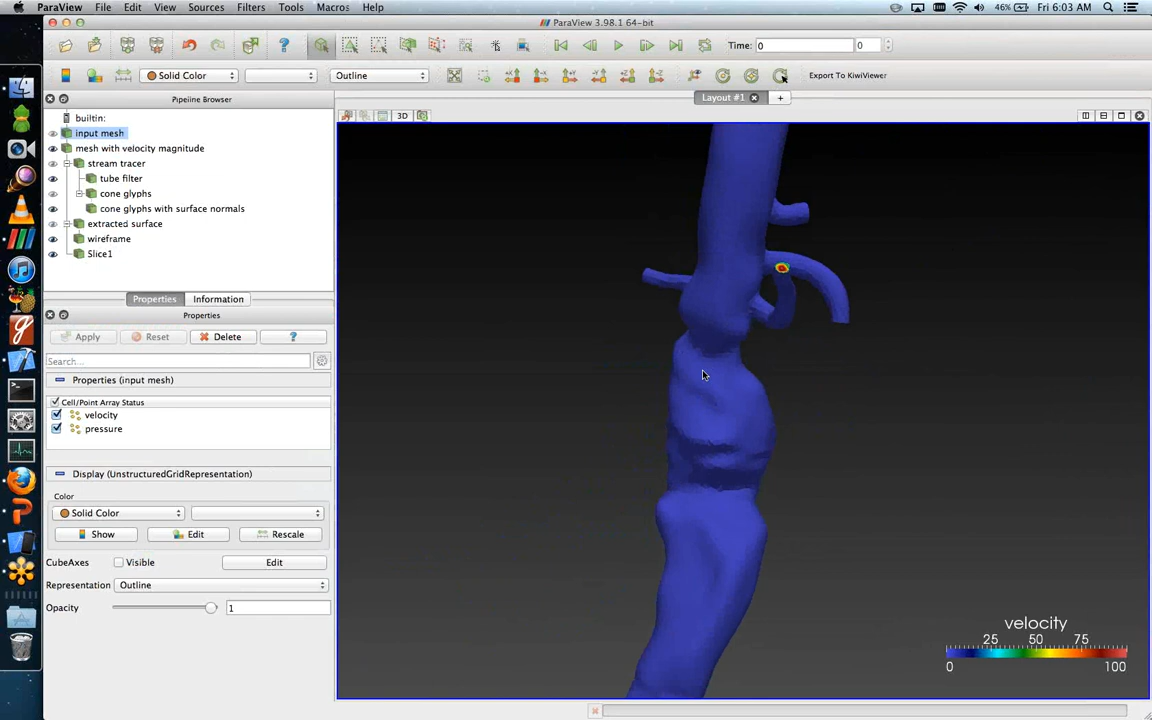 ParaView File Edit View Sources Filters Tools Macros Help 46% Fri 6:03 AM
ParaView 3.98.1 64-bit
Time: 0 0
Solid Color Outline Export To KiwiViewer
Pipeline Browser Layout #1
3D
builtin:
input mesh
mesh with velocity magnitude
stream tracer
tube filter
cone glyphs
cone glyphs with surface normals
extracted surface
wireframe
Slice1
Properties Information
Properties
Apply Reset Delete ?
Search...
Properties (input mesh)
Cell/Point Array Status
velocity
pressure
Display (UnstructuredGridRepresentation)
Color
Solid Color
Show Edit Rescale
CubeAxes Visible Edit
Representation Outline
Opacity 1
velocity
25 50 75
0 100